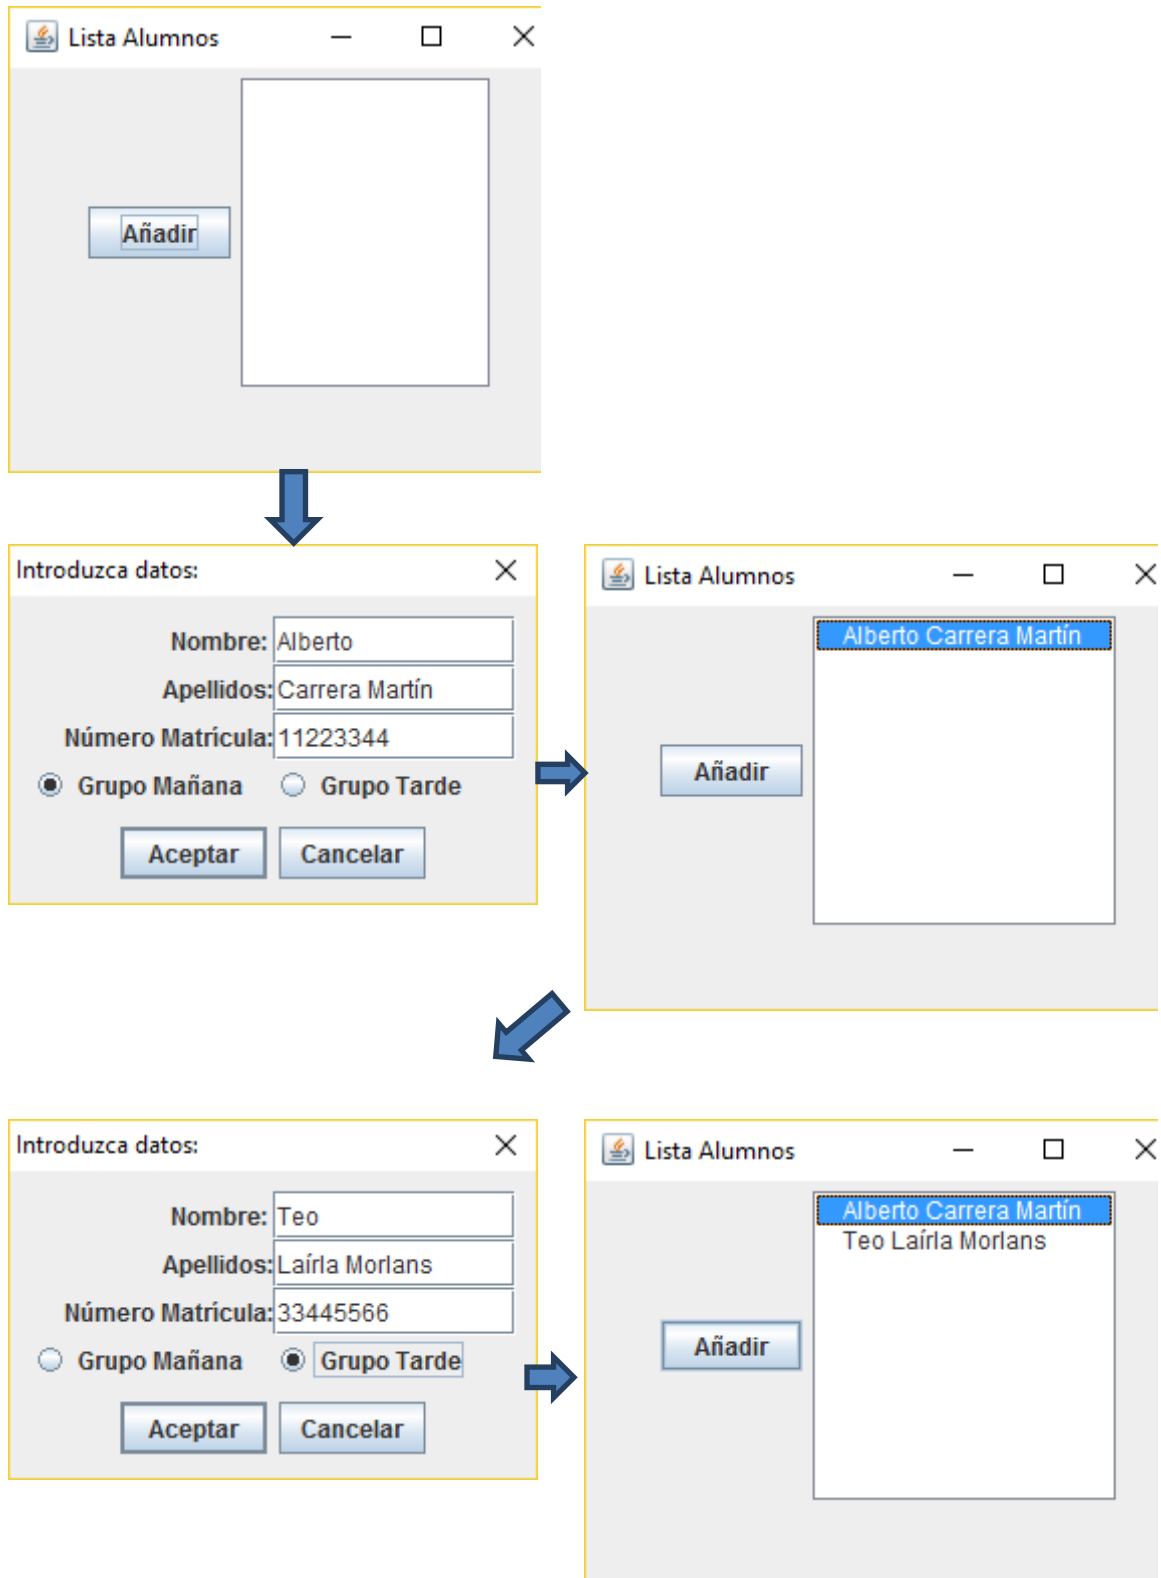 Lista Alumnos
Añadir
Introduzca datos:
Nombre: Alberto
Apellidos: Carrera Martín
Número Matrícula: 11223344
Grupo Mañana Grupo Tarde
Aceptar Cancelar
Lista Alumnos
Alberto Carrera Martín
Añadir
Introduzca datos:
Nombre: Teo
Apellidos: Laírla Morlans
Número Matrícula: 33445566
Grupo Mañana Grupo Tarde
Aceptar Cancelar
Lista Alumnos
Alberto Carrera Martín
Teo Laírla Morlans
Añadir